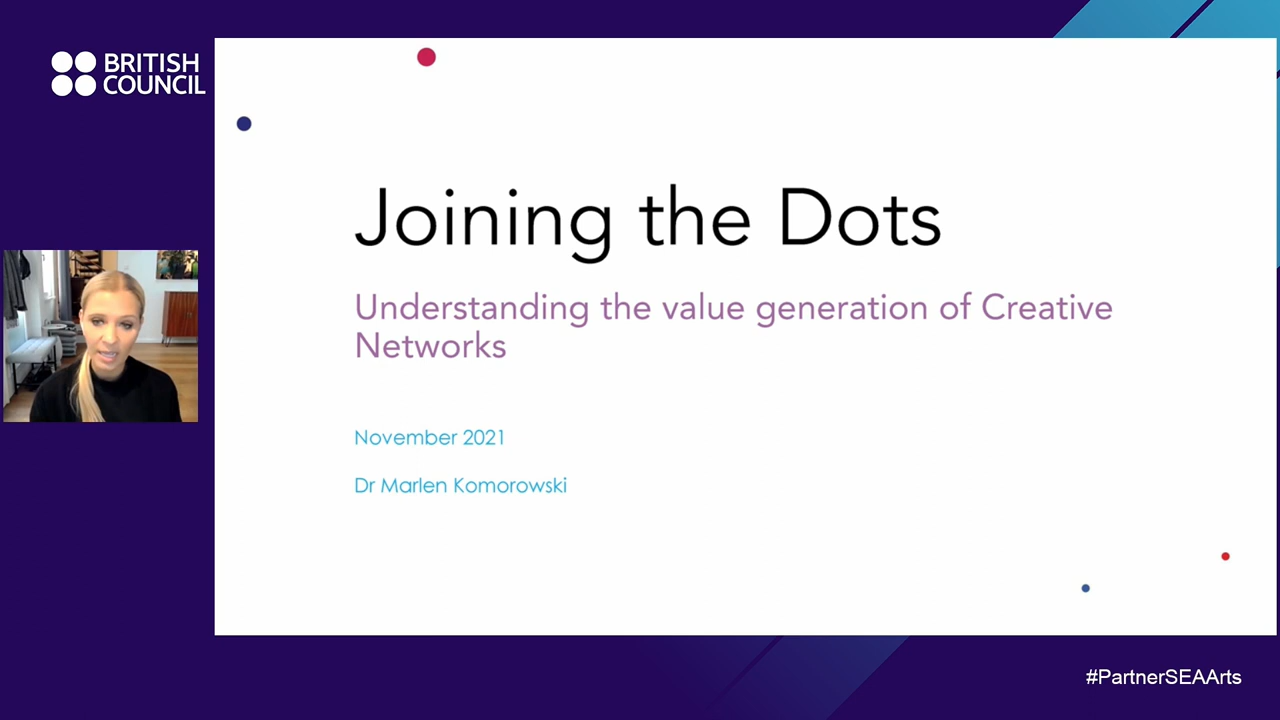 BRITISH
COUNCIL
Joining the Dots
Understanding the value generation of Creative
Networks
November 2021
Dr Marlen Komorowski
#PartnerSEAArts